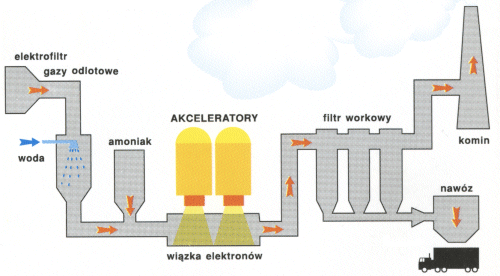 elektrofiltr
gazy odlotowe
woda
amoniak
AKCELERATORY
wiązka elektronów
filtr workowy
komin
nawóz